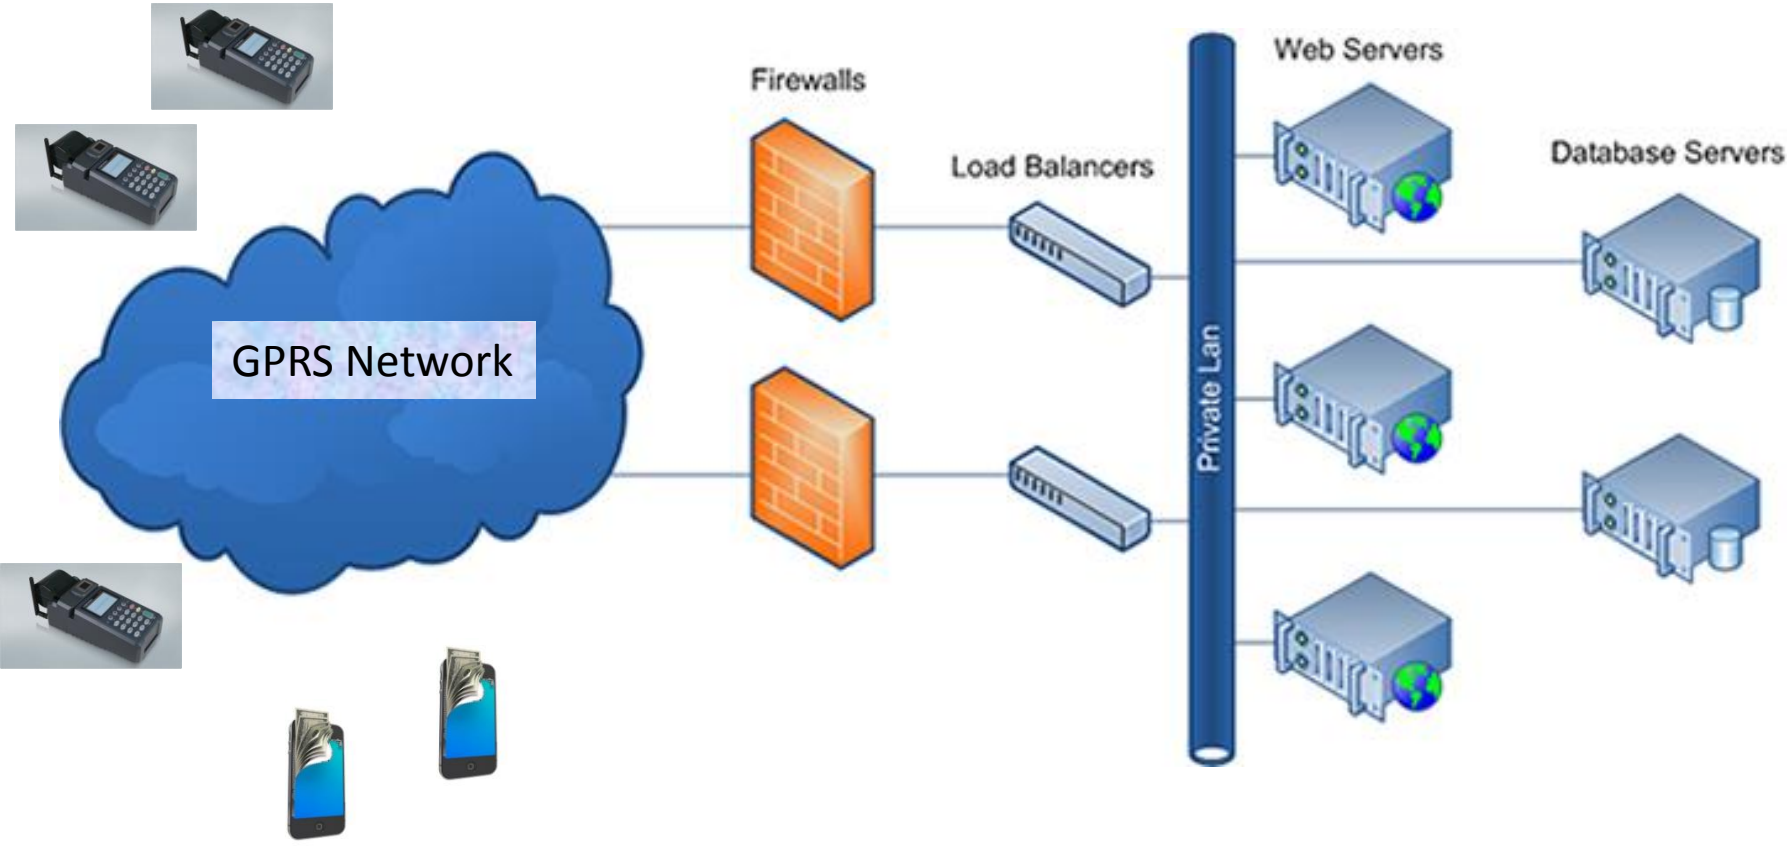 Web Servers
Firewalls
Load Balancers
Database Servers
GPRS Network
Private Lan